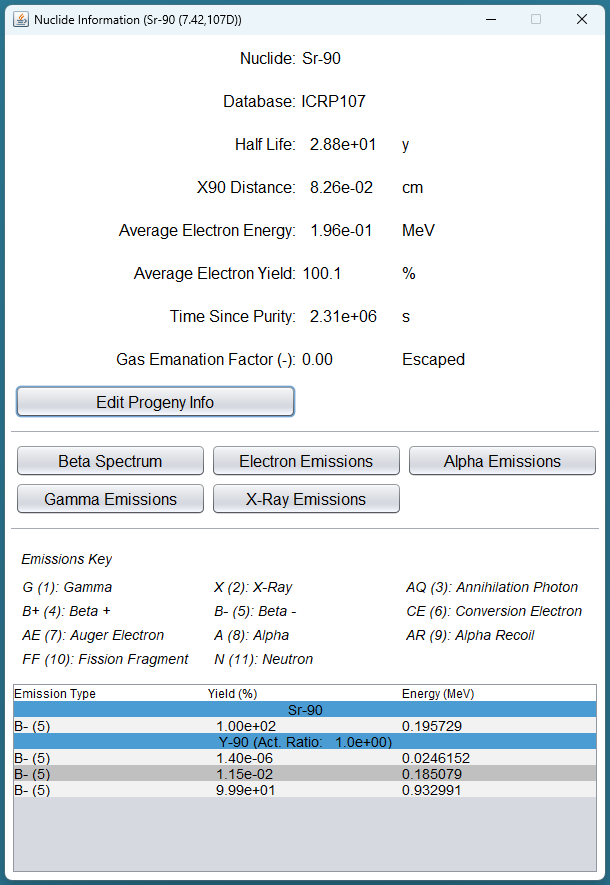 Nuclide Information (Sr-90 (7.42,107D))
Nuclide: Sr-90
Database: ICRP107
Half Life: 2.88e+01 y
X90 Distance: 8.26e-02 cm
Average Electron Energy: 1.96e-01 MeV
Average Electron Yield: 100.1 %
Time Since Purity: 2.31e+06 s
Gas Emanation Factor (-): 0.00 Escaped
Edit Progeny Info
Beta Spectrum Electron Emissions Alpha Emissions
Gamma Emissions X-Ray Emissions
Emissions Key
G (1): Gamma X (2): X-Ray AQ (3): Annihilation Photon
B+ (4): Beta + B- (5): Beta - CE (6): Conversion Electron
AE (7): Auger Electron A (8): Alpha AR (9): Alpha Recoil
FF (10): Fission Fragment N (11): Neutron
Emission Type Yield (%) Energy (MeV)
Sr-90
B- (5) 1.00e+02 0.195729
Y-90 (Act. Ratio: 1.0e+00)
B- (5) 1.40e-06 0.0246152
B- (5) 1.15e-02 0.185079
B- (5) 9.99e+01 0.932991